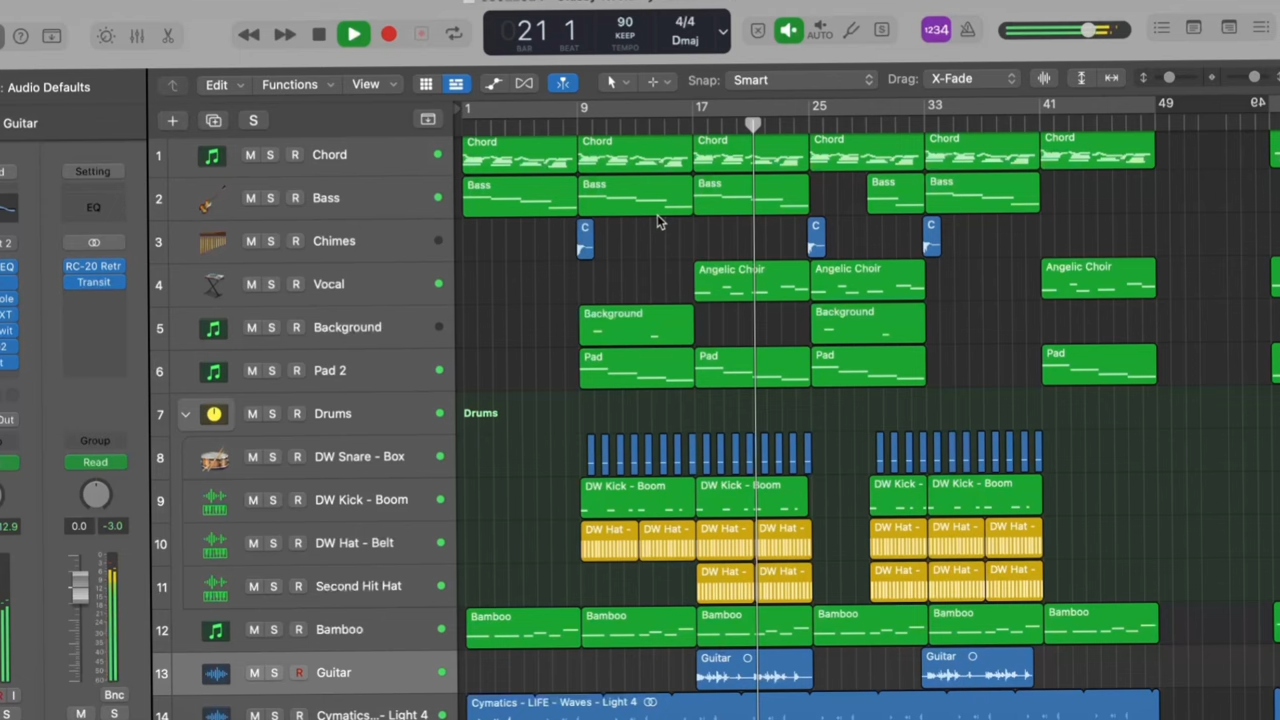 21 1 90 4/4
KEEP Dmaj
BAR BEAT TEMPO
AUTO S 1234
: Audio Defaults
Guitar
Edit Functions View Snap: Smart Drag: X-Fade
S
1 9 17 25 33 41 49
1 M S R Chord
Chord Chord Chord Chord Chord Chord
2 M S R Bass
Bass Bass Bass Bass Bass
3 M S R Chimes
C C C
4 M S R Vocal
Angelic Choir Angelic Choir Angelic Choir
5 M S R Background
Background Background
6 M S R Pad 2
Pad Pad Pad Pad
7 M S R Drums
Drums
8 M S R DW Snare - Box
9 M S R DW Kick - Boom
DW Kick - Boom DW Kick - Boom DW Kick - DW Kick - Boom
10 M S R DW Hat - Belt
DW Hat - DW Hat - DW Hat - DW Hat - DW Hat - DW Hat - DW Hat -
11 M S R Second Hit Hat
DW Hat - DW Hat - DW Hat - DW Hat - DW Hat -
12 M S R Bamboo
Bamboo Bamboo Bamboo Bamboo Bamboo Bamboo
13 M S R Guitar
Guitar Guitar
14 M S R Cymatics...- Light 4
Cymatics - LIFE - Waves - Light 4
Setting
EQ
RC-20 Retr
Transit
Group
Read
0.0 -3.0
12.9
Bnc
M S